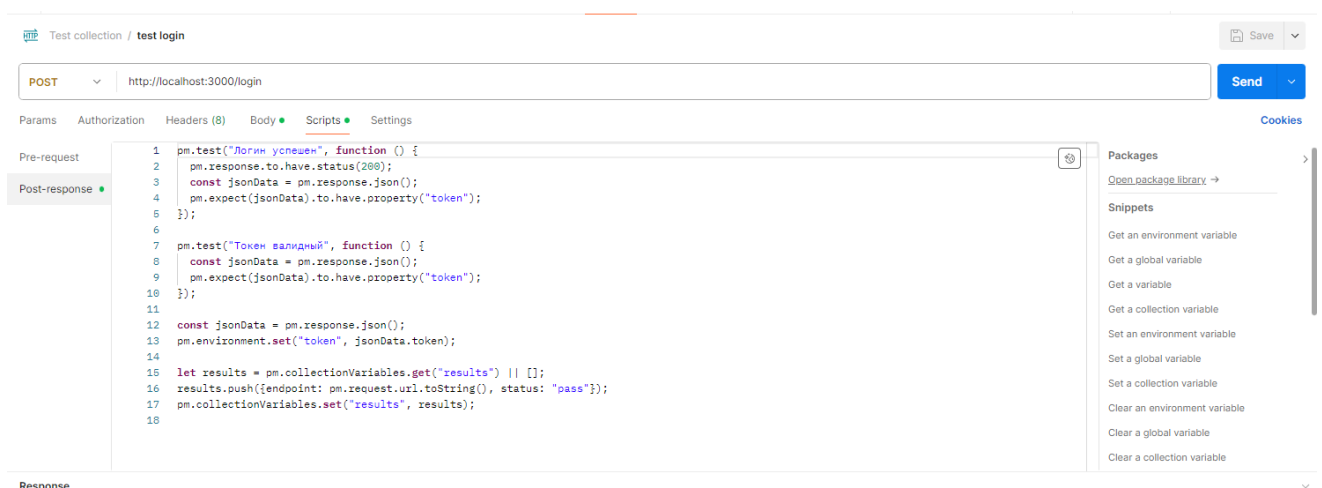 HTTP Test collection / test login
Save
POST http://localhost:3000/login
Send
Params Authorization Headers (8) Body Scripts Settings
Cookies
Pre-request
Post-response
1 pm.test("Логин успешен", function () {
2 pm.response.to.have.status(200);
3 const jsonData = pm.response.json();
4 pm.expect(jsonData).to.have.property("token");
5 });
6
7 pm.test("Токен валидный", function () {
8 const jsonData = pm.response.json();
9 pm.expect(jsonData).to.have.property("token");
10 });
11
12 const jsonData = pm.response.json();
13 pm.environment.set("token", jsonData.token);
14
15 let results = pm.collectionVariables.get("results") || [];
16 results.push({endpoint: pm.request.url.toString(), status: "pass"});
17 pm.collectionVariables.set("results", results);
18
Packages
Open package library →
Snippets
Get an environment variable
Get a global variable
Get a variable
Get a collection variable
Set an environment variable
Set a global variable
Set a collection variable
Clear an environment variable
Clear a global variable
Clear a collection variable
Response